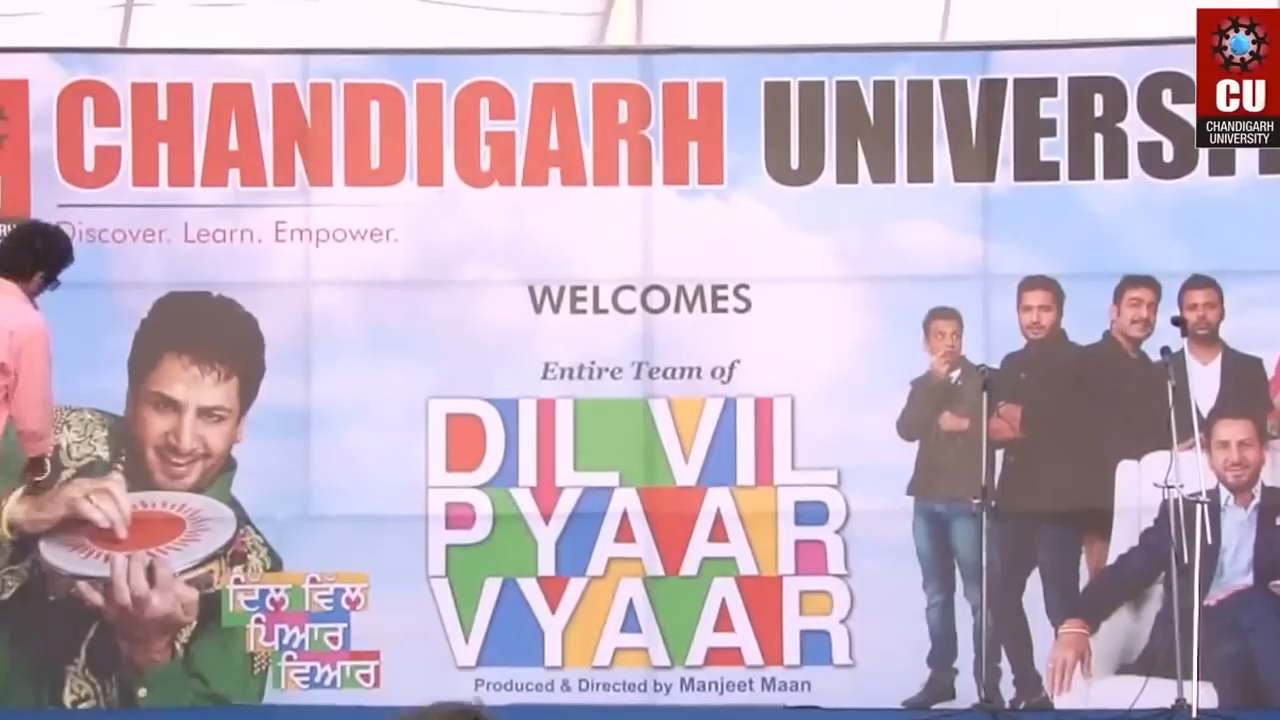 CHANDIGARH UNIVERSI
Discover. Learn. Empower.
WELCOMES
Entire Team of
DIL VIL
PYAAR
VYAAR
Produced & Directed by Manjeet Maan
ਦਿੱਲ ਵਿੱਲ
ਪਿਆਰ
ਵਿਆਰ
CU
CHANDIGARH
UNIVERSITY